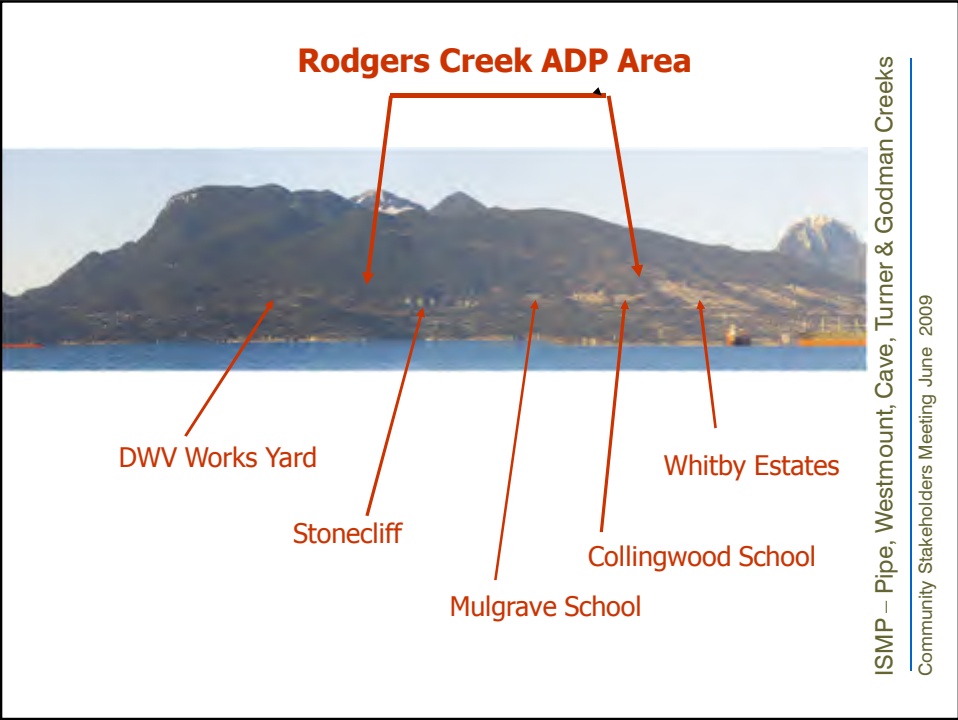 Rodgers Creek ADP Area
DWV Works Yard
Whitby Estates
Stonecliff
Collingwood School
Mulgrave School
ISMP – Pipe, Westmount, Cave, Turner & Godman Creeks
Community Stakeholders Meeting June 2009